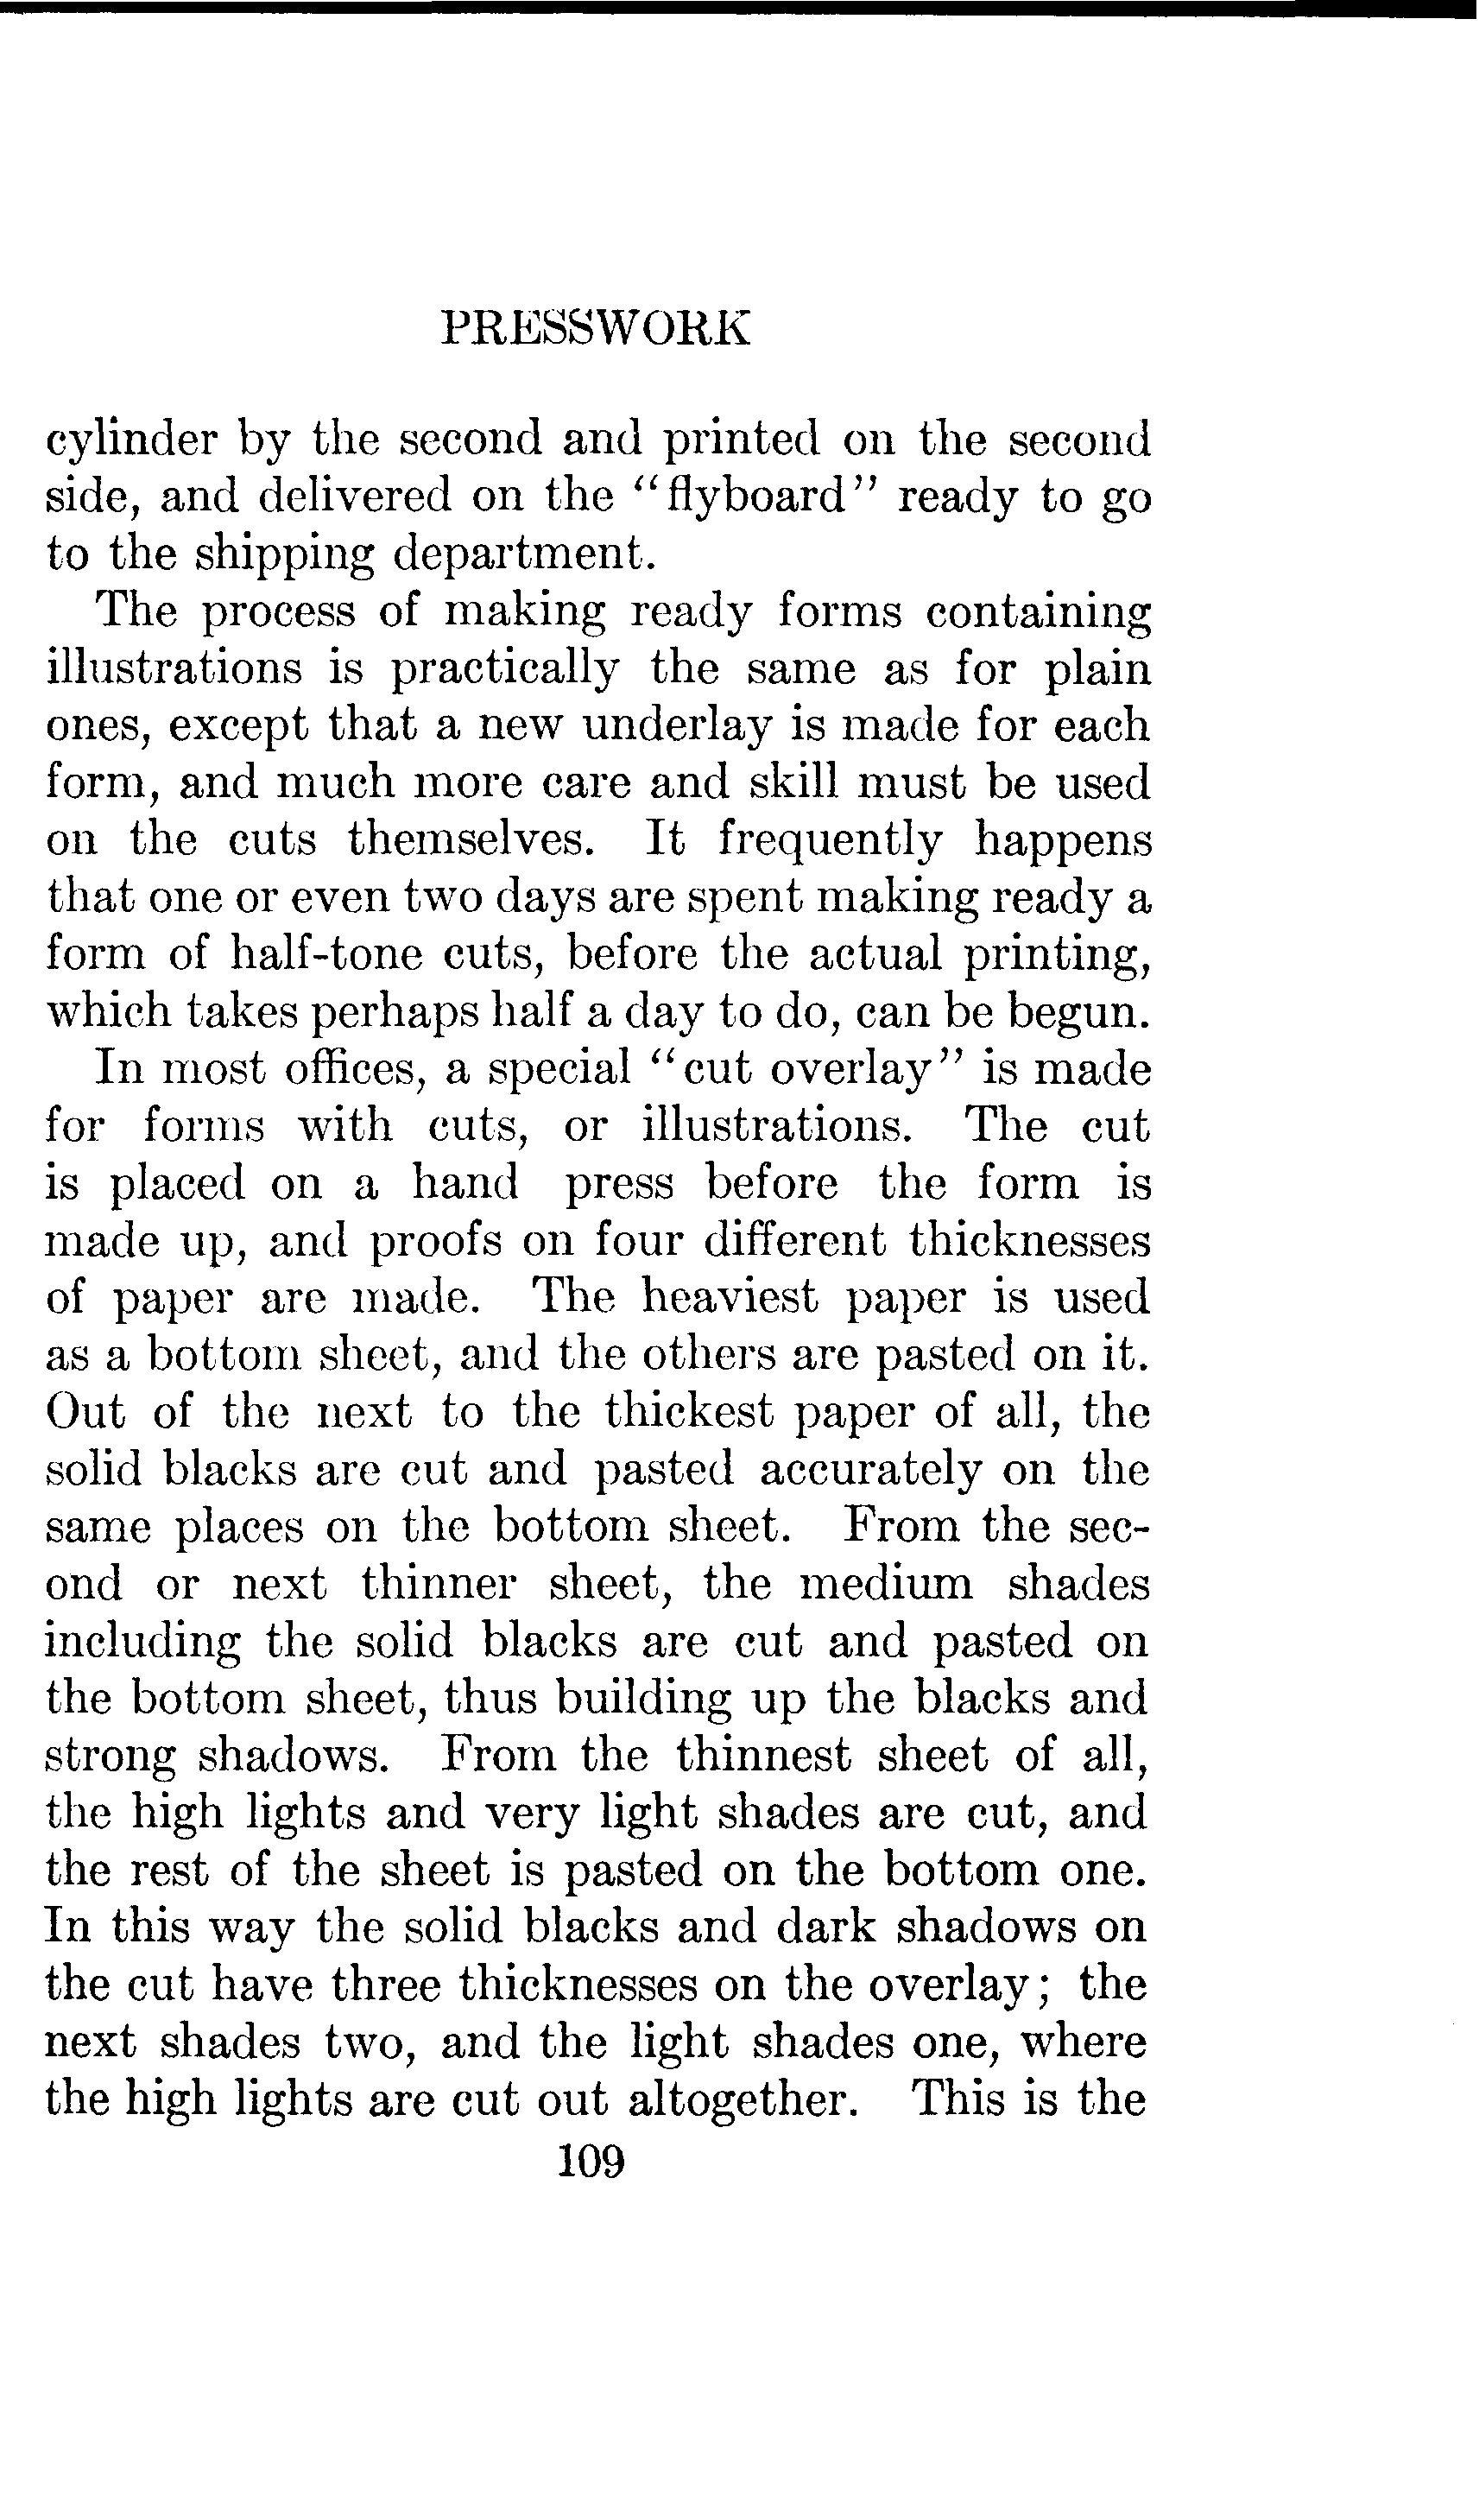 PRESSWORK
cylinder by the second and printed on the second
side, and delivered on the "flyboard" ready to go
to the shipping department.
The process of making ready forms containing
illustrations is practically the same as for plain
ones, except that a new underlay is made for each
form, and much more care and skill must be used
on the cuts themselves. It frequently happens
that one or even two days are spent making ready a
form of half-tone cuts, before the actual printing,
which takes perhaps half a day to do, can be begun.
In most offices, a special "cut overlay" is made
for forms with cuts, or illustrations. The cut
is placed on a hand press before the form is
made up, and proofs on four different thicknesses
of paper are made. The heaviest paper is used
as a bottom sheet, and the others are pasted on it.
Out of the next to the thickest paper of all, the
solid blacks are cut and pasted accurately on the
same places on the bottom sheet. From the sec-
ond or next thinner sheet, the medium shades
including the solid blacks are cut and pasted on
the bottom sheet, thus building up the blacks and
strong shadows. From the thinnest sheet of all,
the high lights and very light shades are cut, and
the rest of the sheet is pasted on the bottom one.
In this way the solid blacks and dark shadows on
the cut have three thicknesses on the overlay; the
next shades two, and the light shades one, where
the high lights are cut out altogether. This is the
109